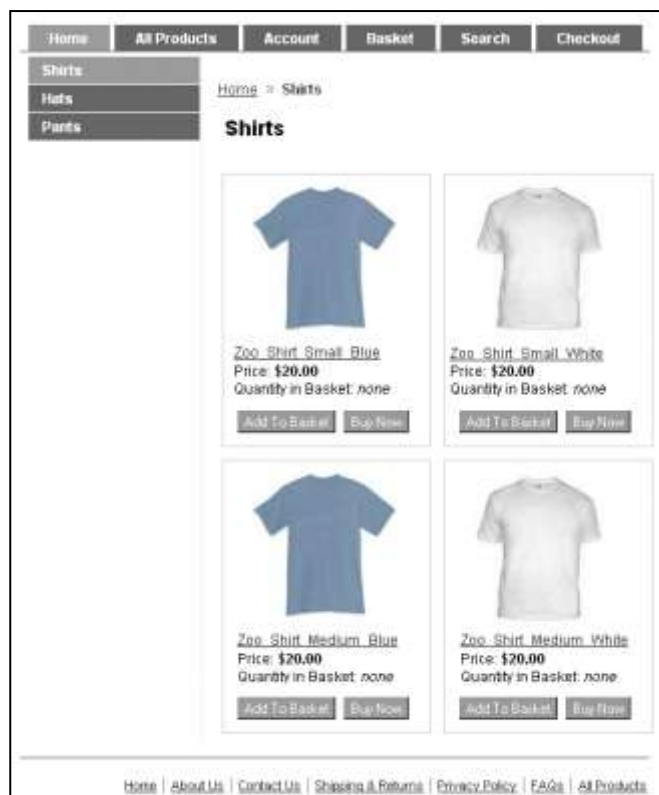 Home All Products Account Basket Search Checkout
Shirts
Hats
Pants
Home » Shirts
Shirts
Zoo Shirt Small Blue
Price: $20.00
Quantity in Basket: none
Add To Basket Buy Now
Zoo Shirt Small White
Price: $20.00
Quantity in Basket: none
Add To Basket Buy Now
Zoo Shirt Medium Blue
Price: $20.00
Quantity in Basket: none
Add To Basket Buy Now
Zoo Shirt Medium White
Price: $20.00
Quantity in Basket: none
Add To Basket Buy Now
Home | About Us | Contact Us | Shipping & Returns | Privacy Policy | FAQs | All Products